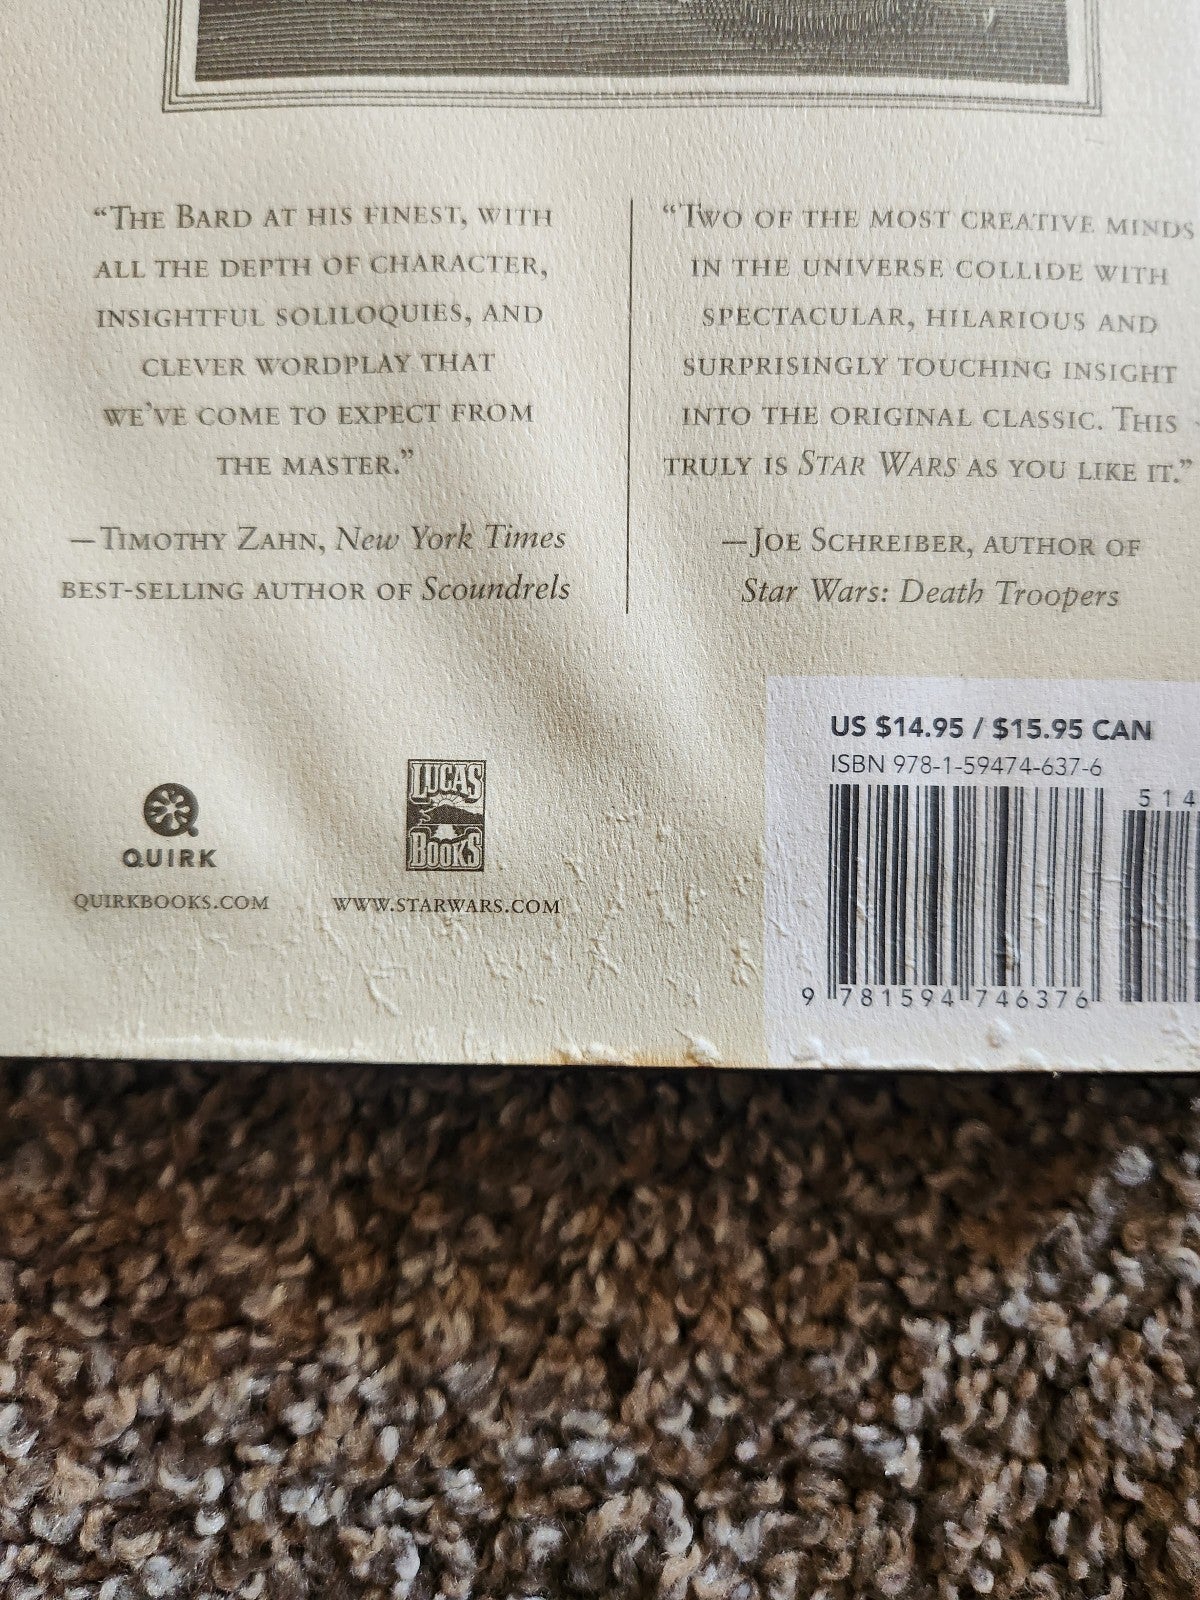 “THE BARD AT HIS FINEST, WITH
ALL THE DEPTH OF CHARACTER,
INSIGHTFUL SOLILOQUIES, AND
CLEVER WORDPLAY THAT
WE’VE COME TO EXPECT FROM
THE MASTER.”
—TIMOTHY ZAHN, New York Times
BEST-SELLING AUTHOR OF Scoundrels
“TWO OF THE MOST CREATIVE MINDS
IN THE UNIVERSE COLLIDE WITH
SPECTACULAR, HILARIOUS AND
SURPRISINGLY TOUCHING INSIGHT
INTO THE ORIGINAL CLASSIC. THIS
TRULY IS STAR WARS AS YOU LIKE IT.”
—JOE SCHREIBER, AUTHOR OF
Star Wars: Death Troopers
QUIRK
QUIRKBOOKS.COM
LUCAS
BOOKS
WWW.STARWARS.COM
US $14.95 / $15.95 CAN
ISBN 978-1-59474-637-6
5 1 4
9 781594 746376